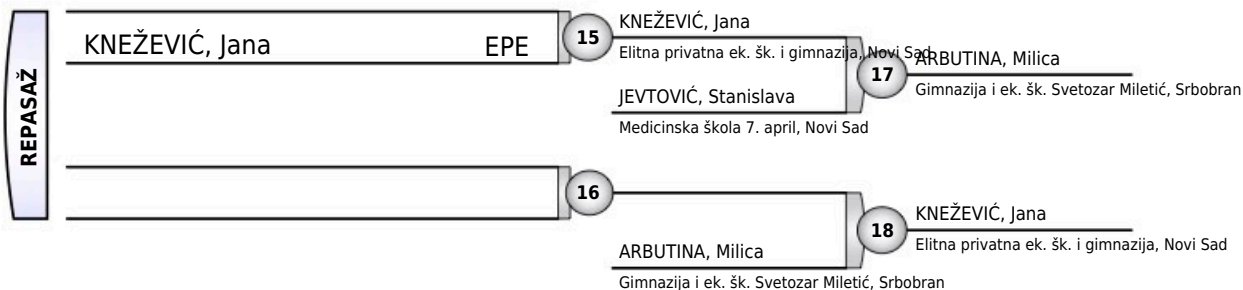 REPASAŽ
KNEŽEVIĆ, Jana EPE
15
KNEŽEVIĆ, Jana
Elitna privatna ek. šk. i gimnazija, Novi Sad
JEVTOVIĆ, Stanislava
Medicinska škola 7. april, Novi Sad
17
ARBUTINA, Milica
Gimnazija i ek. šk. Svetozar Miletić, Srbobran
16
ARBUTINA, Milica
Gimnazija i ek. šk. Svetozar Miletić, Srbobran
18
KNEŽEVIĆ, Jana
Elitna privatna ek. šk. i gimnazija, Novi Sad